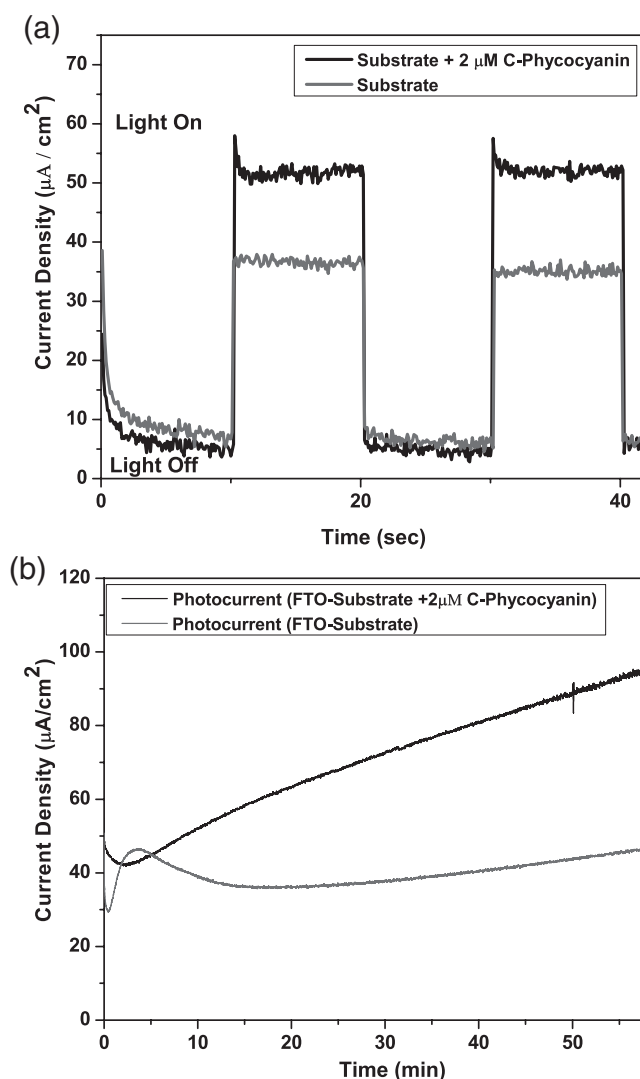 (a)
Substrate + 2 μM C-Phycocyanin
Substrate
Light On
Light Off
Current Density (μA / cm²)
70
60
50
40
30
20
10
0
0
20
40
Time (sec)
(b)
Photocurrent (FTO-Substrate +2μM C-Phycocyanin)
Photocurrent (FTO-Substrate)
Current Density (μA/cm²)
120
100
80
60
40
20
0
0
10
20
30
40
50
Time (min)